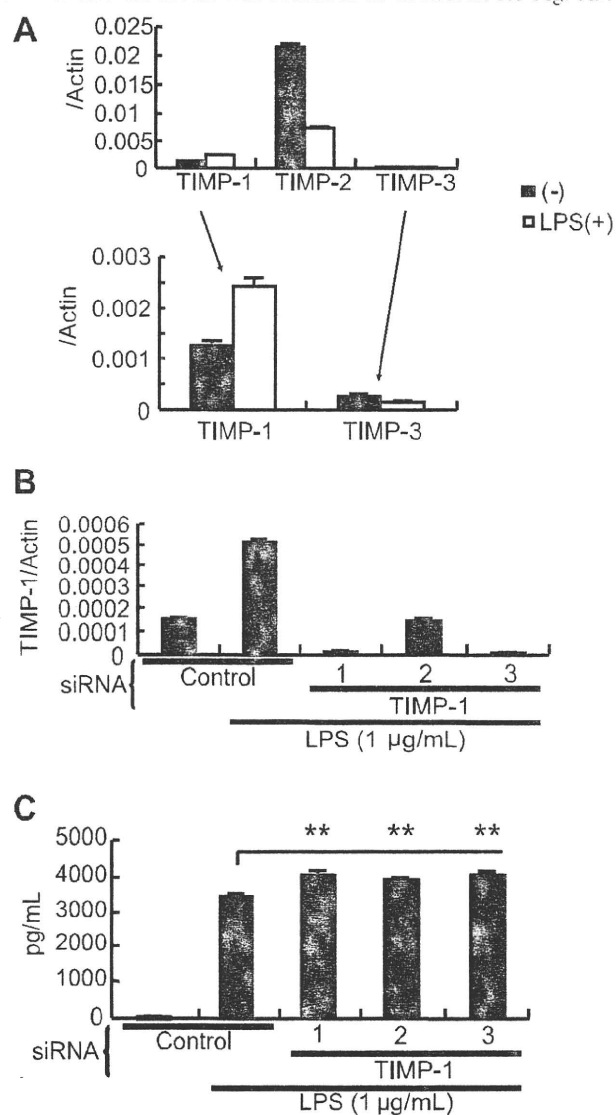 A
0.025
0.02
0.015
0.01
0.005
0
/Actin
TIMP-1 TIMP-2 TIMP-3
(-)
LPS(+)
0.003
0.002
0.001
0
/Actin
TIMP-1 TIMP-3
B
0.0006
0.0005
0.0004
0.0003
0.0002
0.0001
0
TIMP-1/Actin
1 2 3
siRNA{ Control
TIMP-1
LPS (1 µg/mL)
C
5000
4000
3000
2000
1000
0
pg/mL
** ** **
1 2 3
siRNA{ Control
TIMP-1
LPS (1 µg/mL)